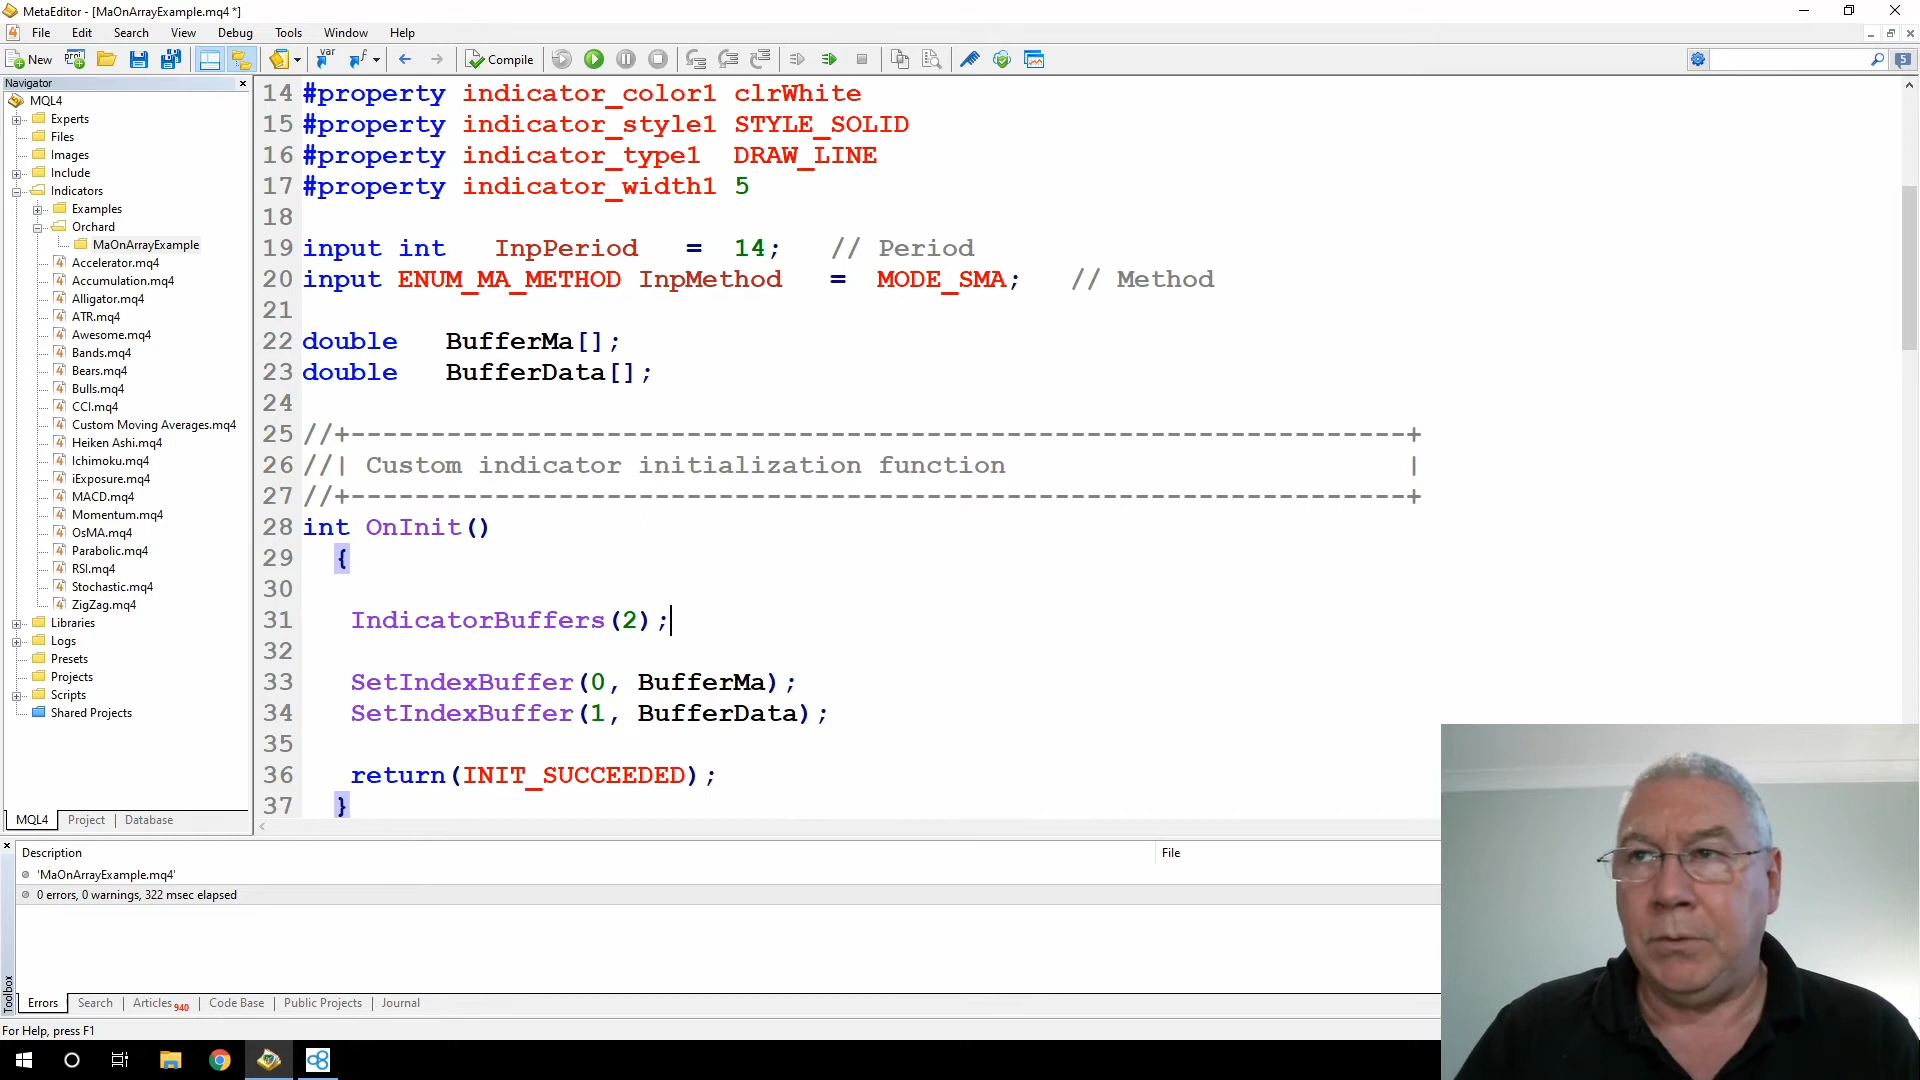 MetaEditor - [MaOnArrayExample.mq4 *]
File Edit Search View Debug Tools Window Help
New Compile
Navigator
MQL4
Experts
Files
Images
Include
Indicators
Examples
Orchard
MaOnArrayExample
Accelerator.mq4
Accumulation.mq4
Alligator.mq4
ATR.mq4
Awesome.mq4
Bands.mq4
Bears.mq4
Bulls.mq4
CCI.mq4
Custom Moving Averages.mq4
Heiken Ashi.mq4
Ichimoku.mq4
iExposure.mq4
MACD.mq4
Momentum.mq4
OsMA.mq4
Parabolic.mq4
RSI.mq4
Stochastic.mq4
ZigZag.mq4
Libraries
Logs
Presets
Projects
Scripts
Shared Projects
MQL4 Project Database
14 #property indicator_color1 clrWhite
15 #property indicator_style1 STYLE_SOLID
16 #property indicator_type1 DRAW_LINE
17 #property indicator_width1 5
18
19 input int InpPeriod = 14; // Period
20 input ENUM_MA_METHOD InpMethod = MODE_SMA; // Method
21
22 double BufferMa[];
23 double BufferData[];
24
25 //+------------------------------------------------------------------+
26 //| Custom indicator initialization function |
27 //+------------------------------------------------------------------+
28 int OnInit()
29 {
30
31 IndicatorBuffers(2);
32
33 SetIndexBuffer(0, BufferMa);
34 SetIndexBuffer(1, BufferData);
35
36 return(INIT_SUCCEEDED);
37 }
Description File
'MaOnArrayExample.mq4'
0 errors, 0 warnings, 322 msec elapsed
Toolbox
Errors Search Articles 940 Code Base Public Projects Journal
For Help, press F1